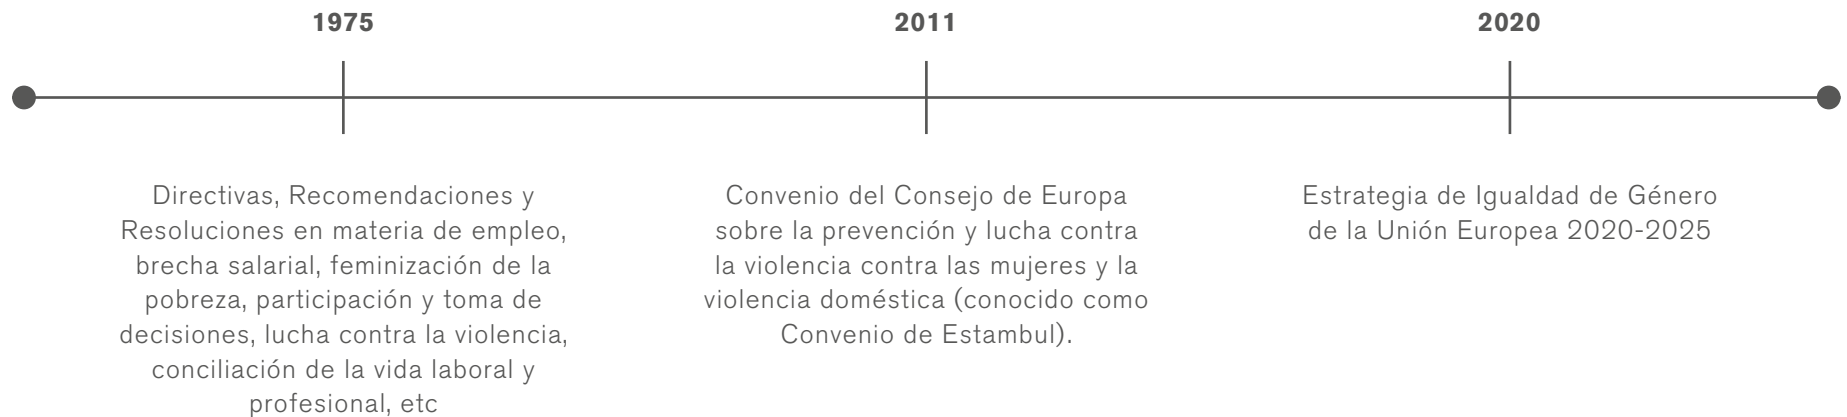 1975
Directivas, Recomendaciones y
Resoluciones en materia de empleo,
brecha salarial, feminización de la
pobreza, participación y toma de
decisiones, lucha contra la violencia,
conciliación de la vida laboral y
profesional, etc
2011
Convenio del Consejo de Europa
sobre la prevención y lucha contra
la violencia contra las mujeres y la
violencia doméstica (conocido como
Convenio de Estambul).
2020
Estrategia de Igualdad de Género
de la Unión Europea 2020-2025